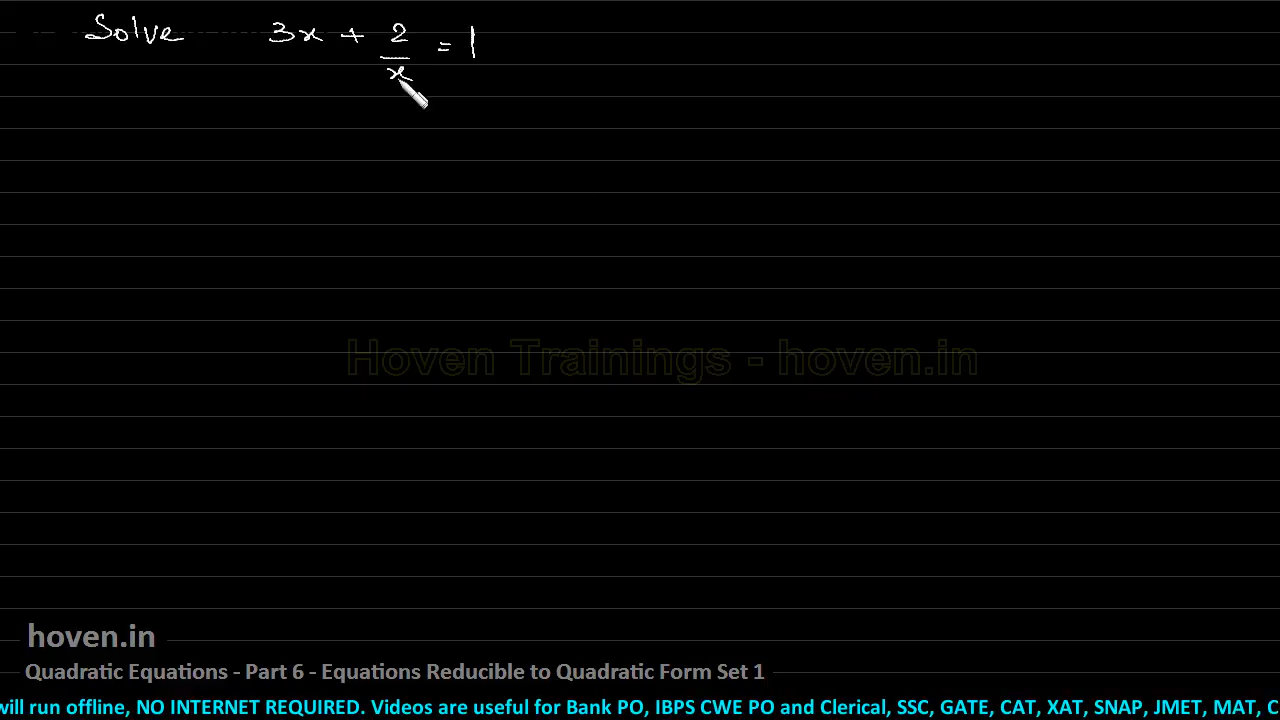 Solve 3x + 2/x = 1
Hoven Trainings - hoven.in
hoven.in
Quadratic Equations - Part 6 - Equations Reducible to Quadratic Form Set 1
will run offline, NO INTERNET REQUIRED. Videos are useful for Bank PO, IBPS CWE PO and Clerical, SSC, GATE, CAT, XAT, SNAP, JMET, MAT, C